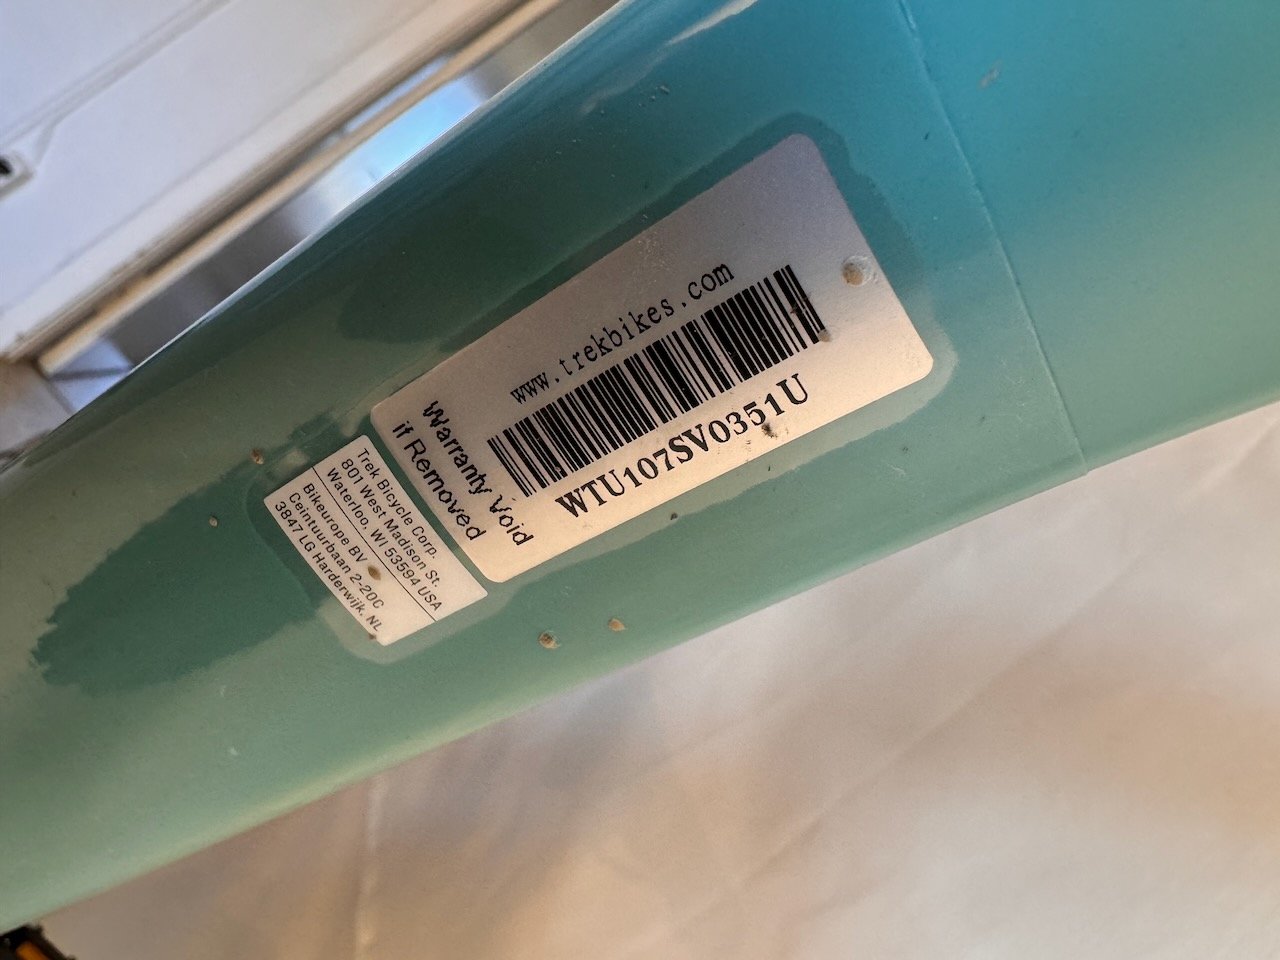 www.trekbikes.com
WTU107SV0351U
Warranty Void
if Removed
Trek Bicycle Corp.
801 West Madison St.
Waterloo, WI 53594 USA
Bikeurope BV
Ceintuurbaan 2-20C
3847 LG Harderwijk, NL